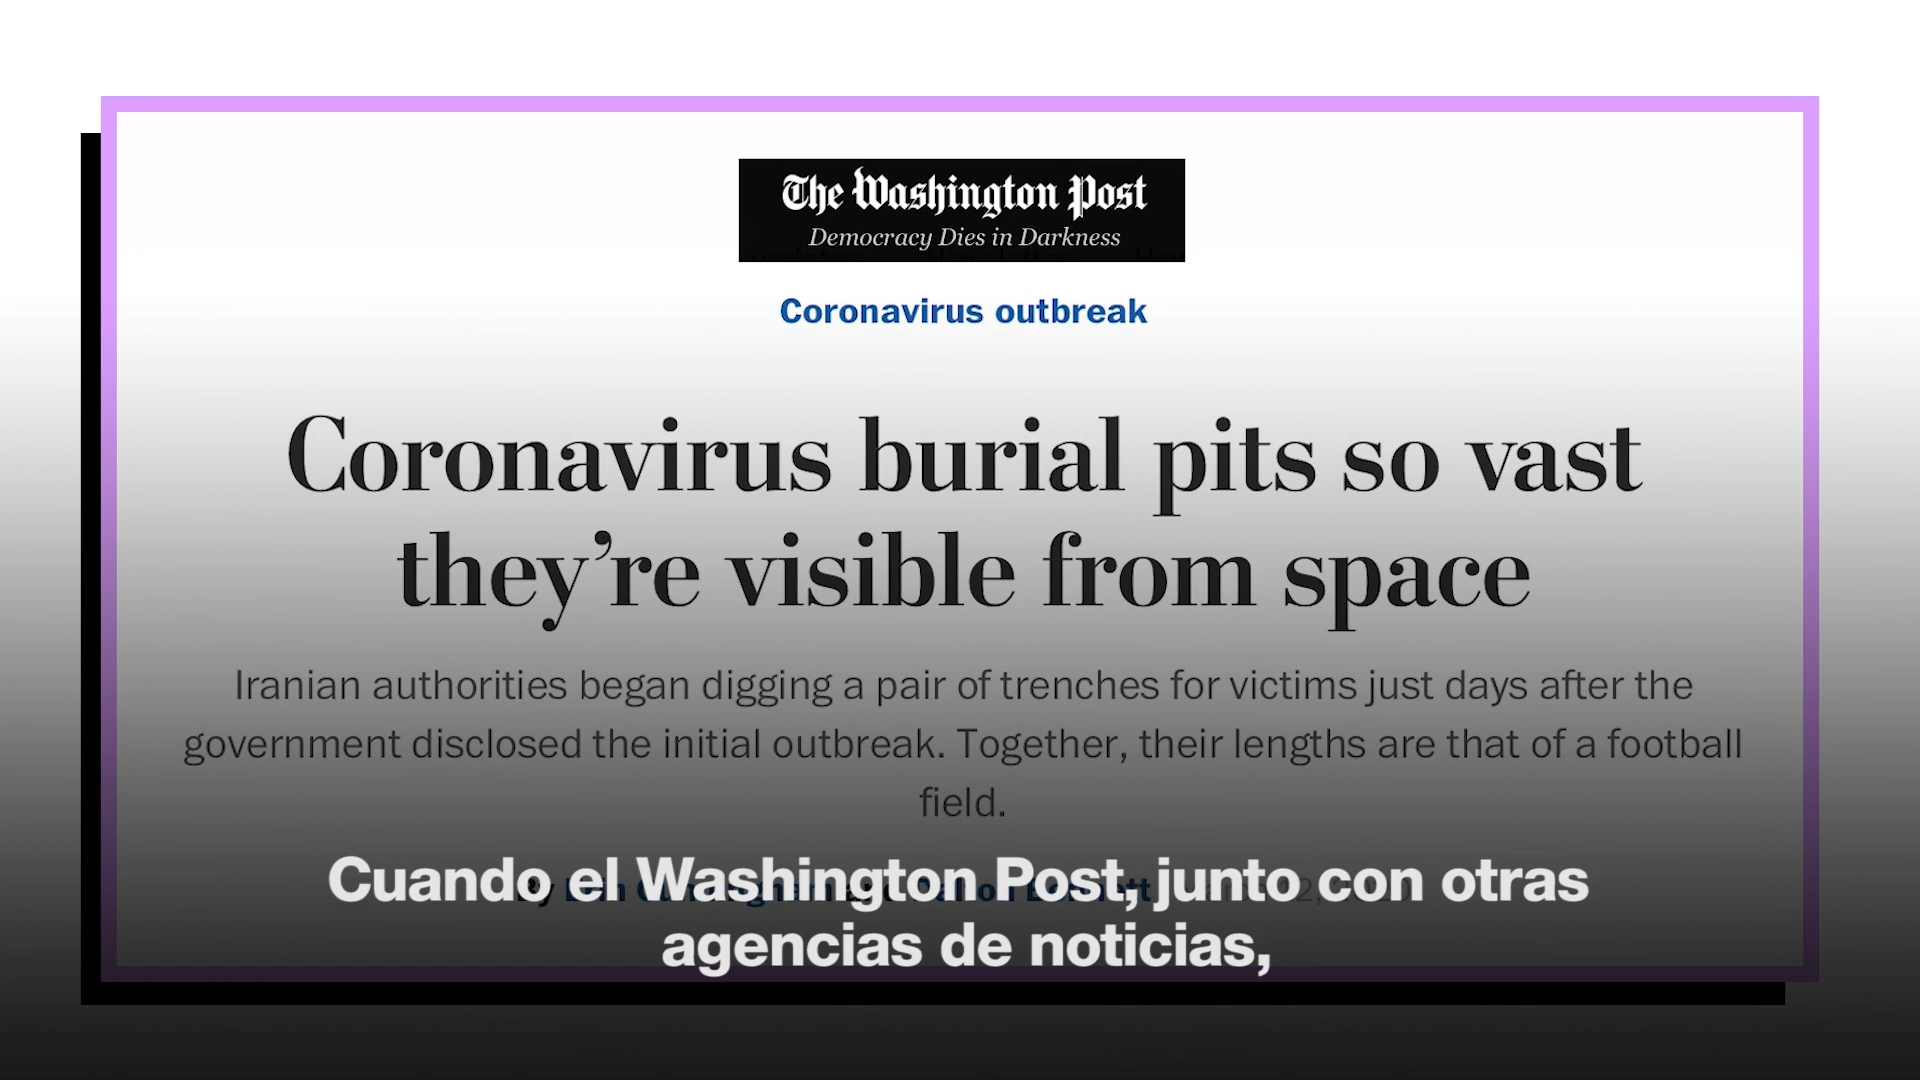 The Washington Post
Democracy Dies in Darkness
Coronavirus outbreak
Coronavirus burial pits so vast
they're visible from space
Iranian authorities began digging a pair of trenches for victims just days after the
government disclosed the initial outbreak. Together, their lengths are that of a football
field.
Cuando el Washington Post, junto con otras
agencias de noticias,